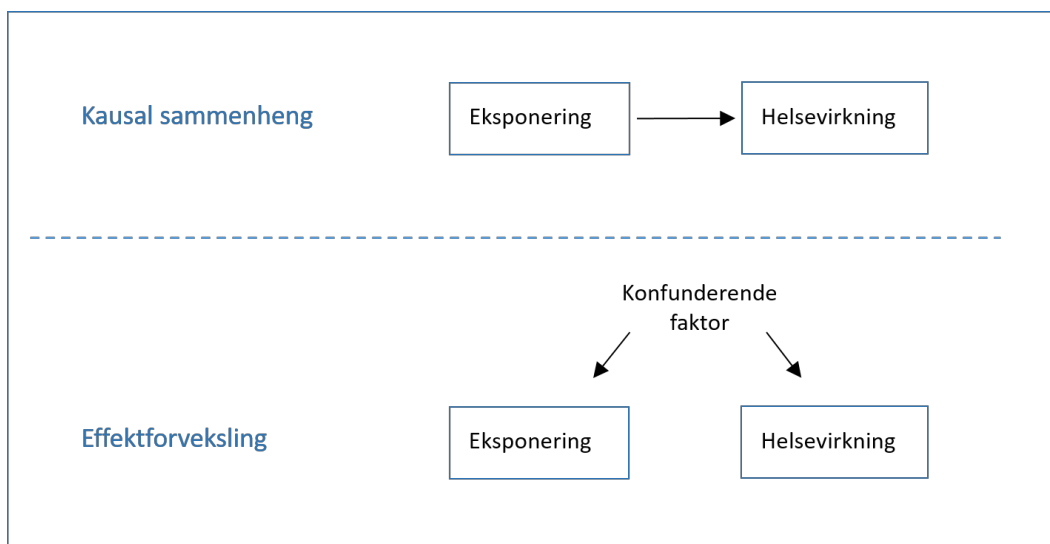 Kausal sammenheng
Eksponering
Helsevirkning
Konfunderende
faktor
Effektforveksling
Eksponering
Helsevirkning